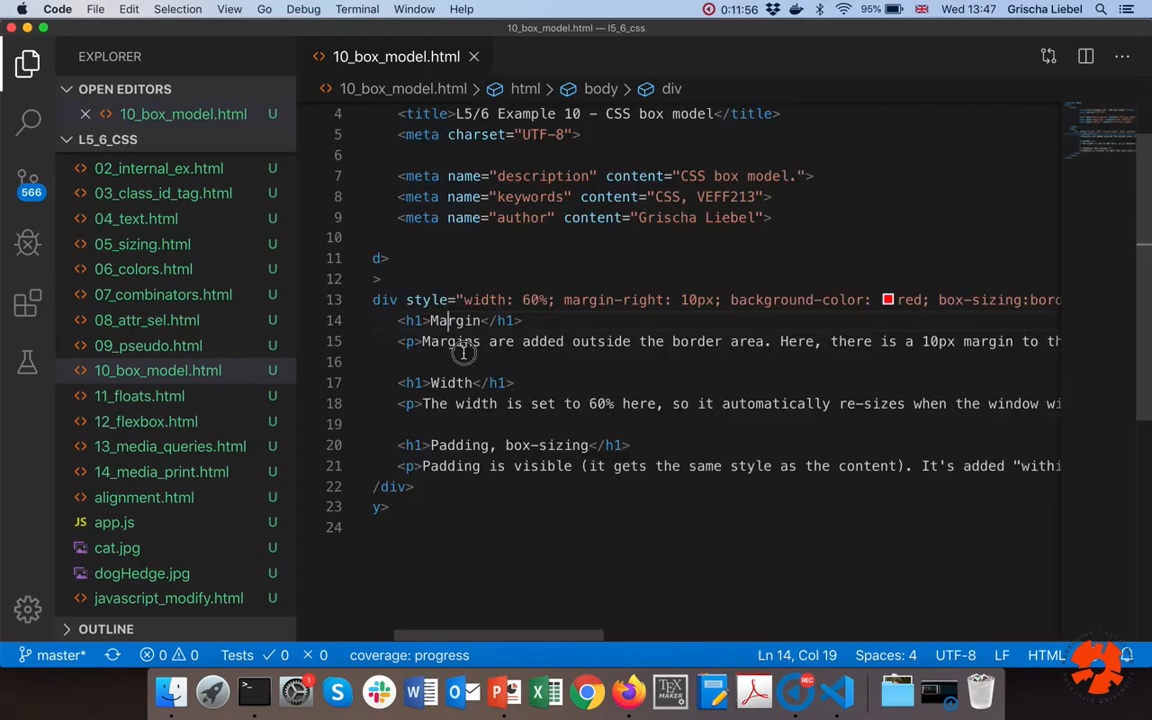 Code File Edit Selection View Go Debug Terminal Window Help 0:11:56 95% Wed 13:47 Grischa Liebel
10_box_model.html — l5_6_css
EXPLORER
10_box_model.html
OPEN EDITORS
10_box_model.html > html > body > div
10_box_model.html U
L5_6_CSS
02_internal_ex.html U
03_class_id_tag.html U
04_text.html U
05_sizing.html U
06_colors.html U
07_combinators.html U
08_attr_sel.html U
09_pseudo.html U
10_box_model.html U
11_floats.html U
12_flexbox.html U
13_media_queries.html U
14_media_print.html U
alignment.html U
app.js U
cat.jpg U
dogHedge.jpg U
javascript_modify.html U
OUTLINE
566
4 <title>L5/6 Example 10 - CSS box model</title>
5 <meta charset="UTF-8">
6
7 <meta name="description" content="CSS box model.">
8 <meta name="keywords" content="CSS, VEFF213">
9 <meta name="author" content="Grischa Liebel">
10
11 d>
12 >
13 div style="width: 60%; margin-right: 10px; background-color: red; box-sizing:bord
14 <h1>Margin</h1>
15 <p>Margins are added outside the border area. Here, there is a 10px margin to th
16
17 <h1>Width</h1>
18 <p>The width is set to 60% here, so it automatically re-sizes when the window wi
19
20 <h1>Padding, box-sizing</h1>
21 <p>Padding is visible (it gets the same style as the content). It's added "withi
22 /div>
23 y>
24
master* 0 0 Tests 0 0 coverage: progress Ln 14, Col 19 Spaces: 4 UTF-8 LF HTML
1
REC